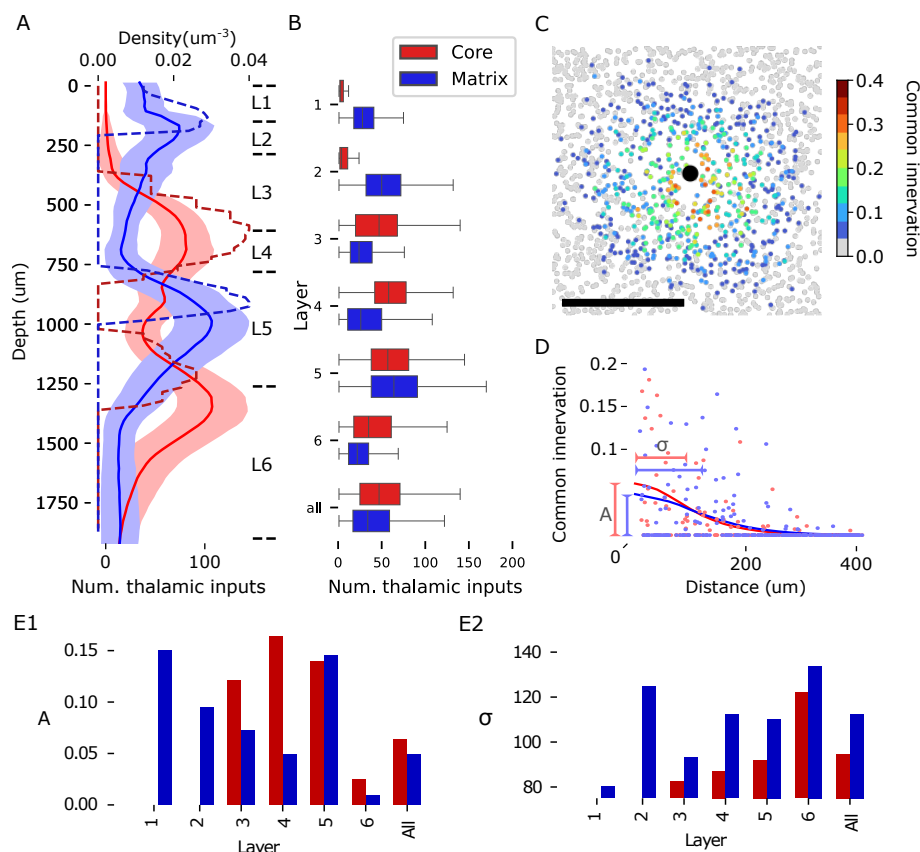 A
Density(um⁻³)
0.00 0.02 0.04
0
250
500
750
1000
1250
1500
1750
Depth (um)
L1
L2
L3
L4
L5
L6
0 100
Num. thalamic inputs
B
Core
Matrix
1
2
3
4
5
6
all
Layer
0 50 100 150 200
Num. thalamic inputs
C
0.4
0.3
0.2
0.1
0.0
Common innervation
D
0.2
0.15
0.1
0
Common innervation
σ
A
200 400
Distance (um)
E1
0.15
0.10
0.05
0.00
A
1 2 3 4 5 6 All
Layer
E2
140
120
100
80
σ
1 2 3 4 5 6 All
Layer